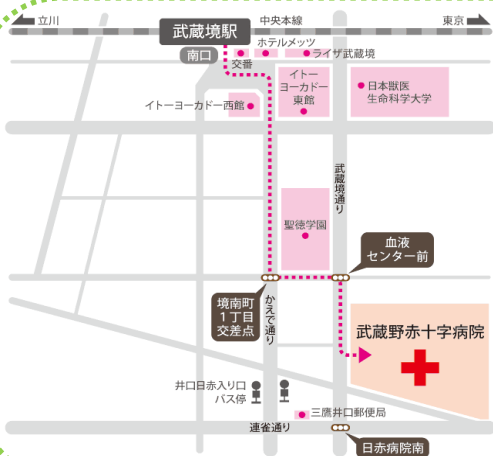 立川
中央本線
東京
武蔵境駅
南口
交番
ホテルメッツ
ライザ武蔵境
イトーヨーカドー西館
イトー
ヨーカドー
東館
日本獣医
生命科学大学
武蔵境通り
聖徳学園
血液
センター前
境南町
1丁目
交差点
かえで通り
武蔵野赤十字病院
井口日赤入り口
バス停
三鷹井口郵便局
連雀通り
日赤病院南